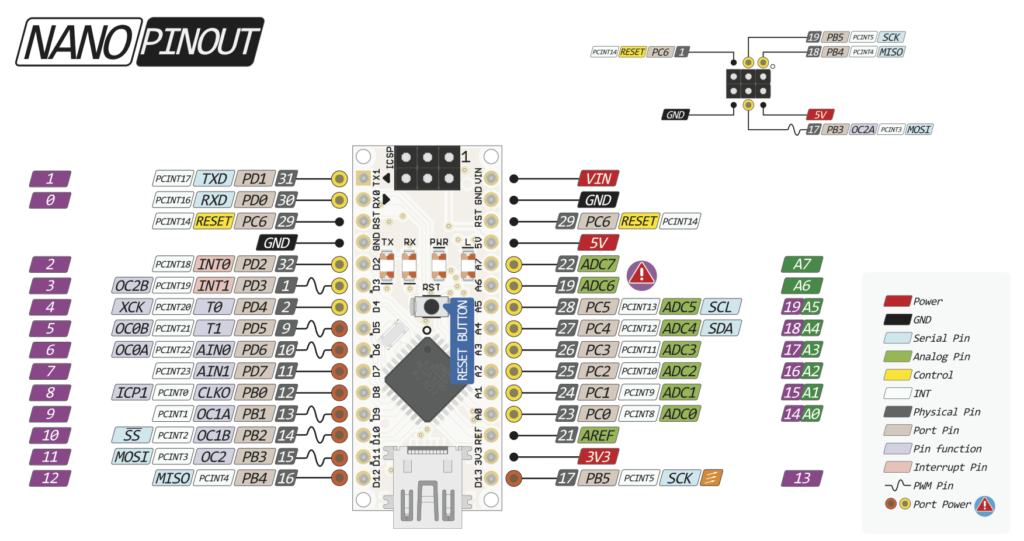 NANO PINOUT
19 PB5 PCINT5 SCK
PCINT14 RESET PC6 1
18 PB4 PCINT4 MISO
GND
5V
17 PB3 OC2A PCINT3 MOSI
ICSP 1
1 PCINT17 TXD PD1 31 TX1 VIN VIN
0 PCINT16 RXD PD0 30 RX0 GND GND
PCINT14 RESET PC6 29 RST RST 29 PC6 RESET PCINT14
GND GND 5V 5V
TX RX PWR L
2 PCINT18 INT0 PD2 32 D2 A7 22 ADC7 A7
3 OC2B PCINT19 INT1 PD3 1 D3 A6 19 ADC6 A6
RST
4 XCK PCINT20 T0 PD4 2 D4 A5 28 PC5 PCINT13 ADC5 SCL 19 A5
5 OC0B PCINT21 T1 PD5 9 D5 A4 27 PC4 PCINT12 ADC4 SDA 18 A4
RESET BUTTON
6 OC0A PCINT22 AIN0 PD6 10 D6 A3 26 PC3 PCINT11 ADC3 17 A3
7 PCINT23 AIN1 PD7 11 D7 A2 25 PC2 PCINT10 ADC2 16 A2
8 ICP1 PCINT0 CLKO PB0 12 D8 A1 24 PC1 PCINT9 ADC1 15 A1
9 PCINT1 OC1A PB1 13 D9 A0 23 PC0 PCINT8 ADC0 14 A0
10 SS PCINT2 OC1B PB2 14 D10 REF 21 AREF
11 MOSI PCINT3 OC2 PB3 15 D11 3V3 3V3
12 MISO PCINT4 PB4 16 D12 D13 17 PB5 PCINT5 SCK 13
Power
GND
Serial Pin
Analog Pin
Control
INT
Physical Pin
Port Pin
Pin function
Interrupt Pin
PWM Pin
Port Power